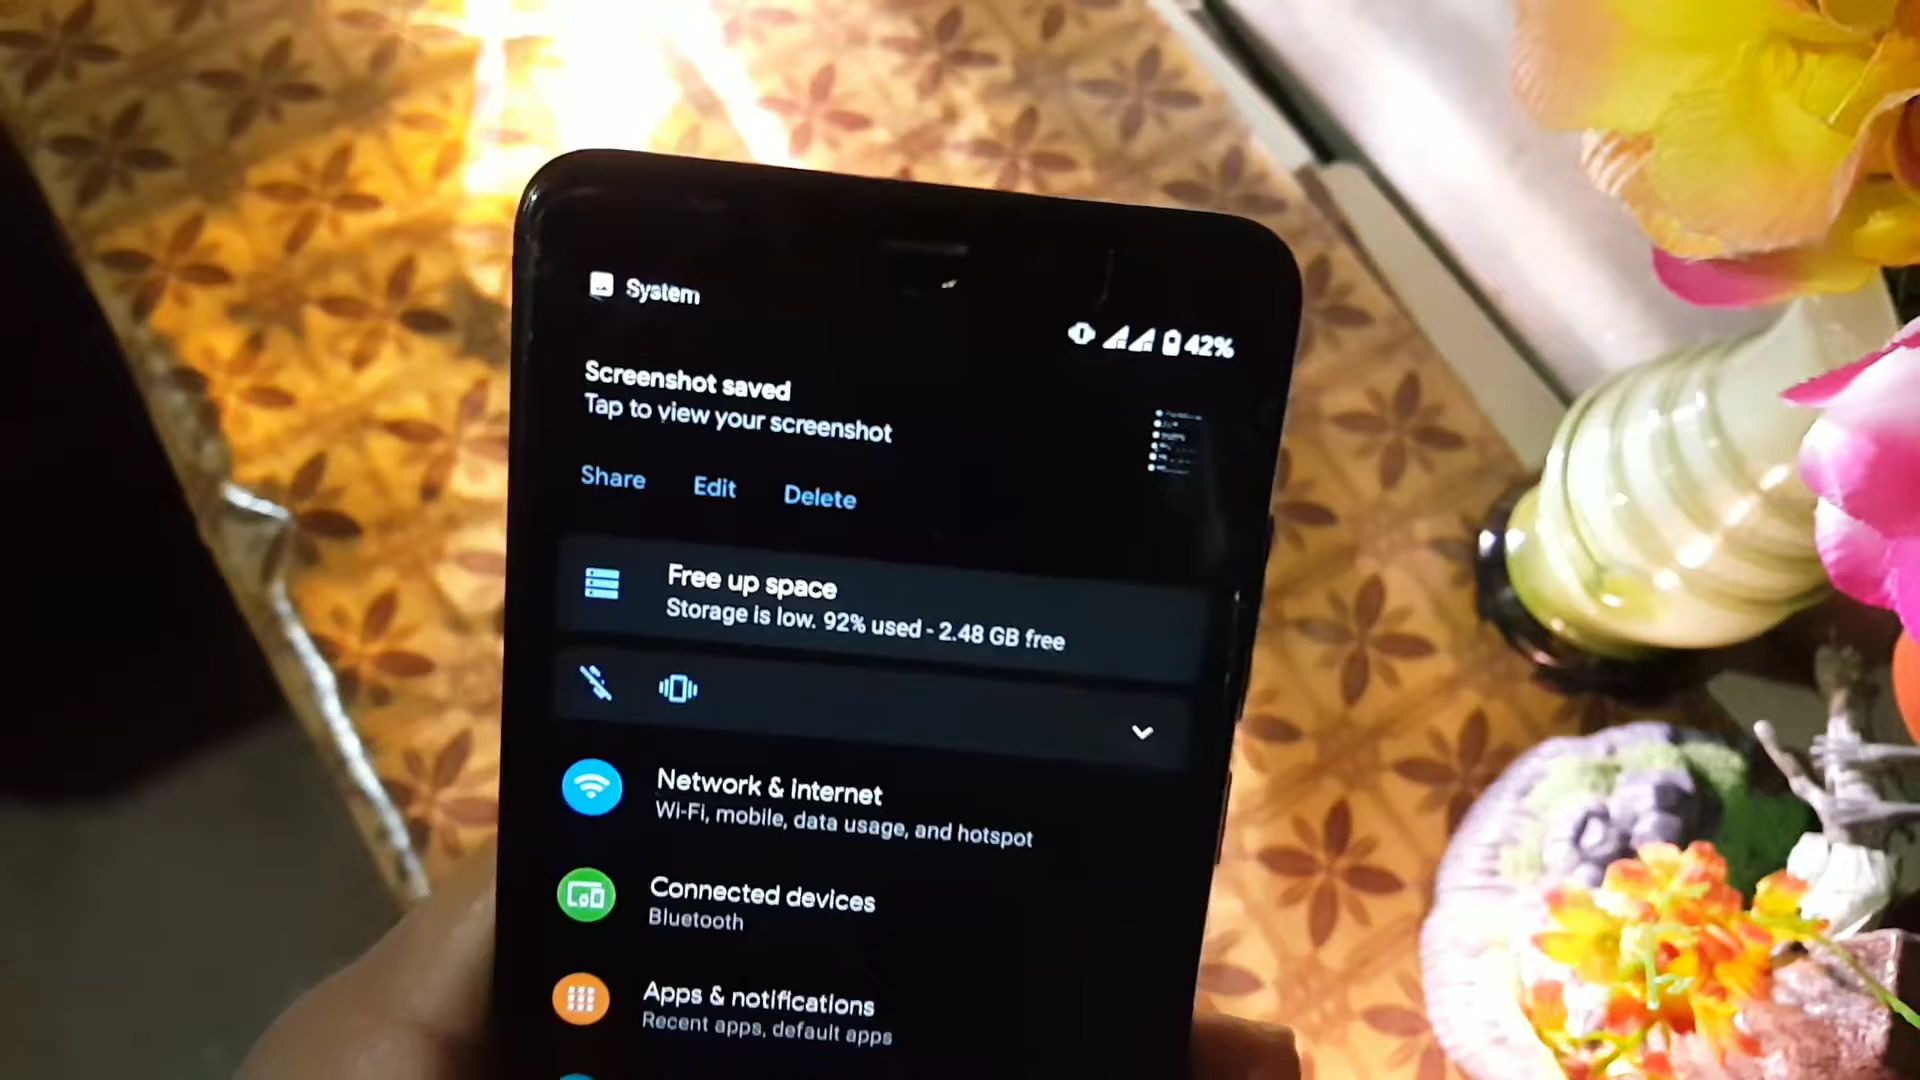 System
42%
Screenshot saved
Tap to view your screenshot
Share Edit Delete
Free up space
Storage is low. 92% used - 2.48 GB free
Network & internet
Wi-Fi, mobile, data usage, and hotspot
Connected devices
Bluetooth
Apps & notifications
Recent apps, default apps